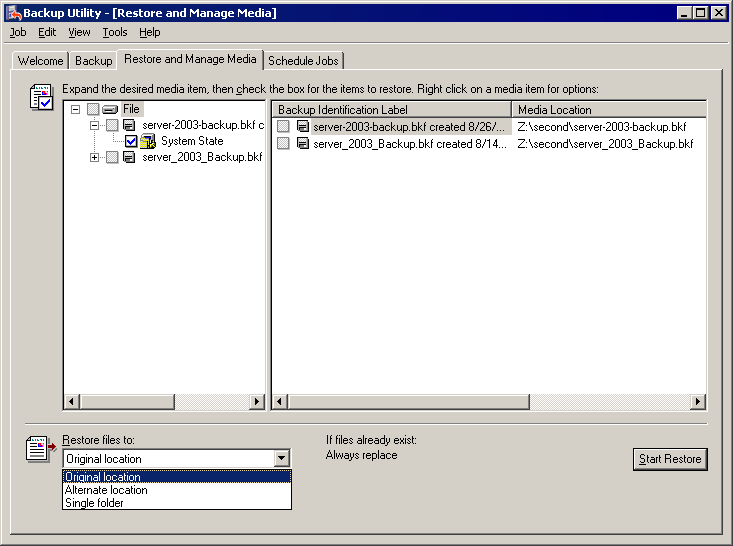 Backup Utility - [Restore and Manage Media]
Job Edit View Tools Help
Welcome Backup Restore and Manage Media Schedule Jobs
Expand the desired media item, then check the box for the items to restore. Right click on a media item for options:
File
server-2003-backup.bkf c
System State
server_2003_Backup.bkf
Backup Identification Label Media Location
server-2003-backup.bkf created 8/26/... Z:\second\server-2003-backup.bkf
server_2003_Backup.bkf created 8/14... Z:\second\server_2003_Backup.bkf
Restore files to:
Original location
Original location
Alternate location
Single folder
If files already exist:
Always replace
Start Restore